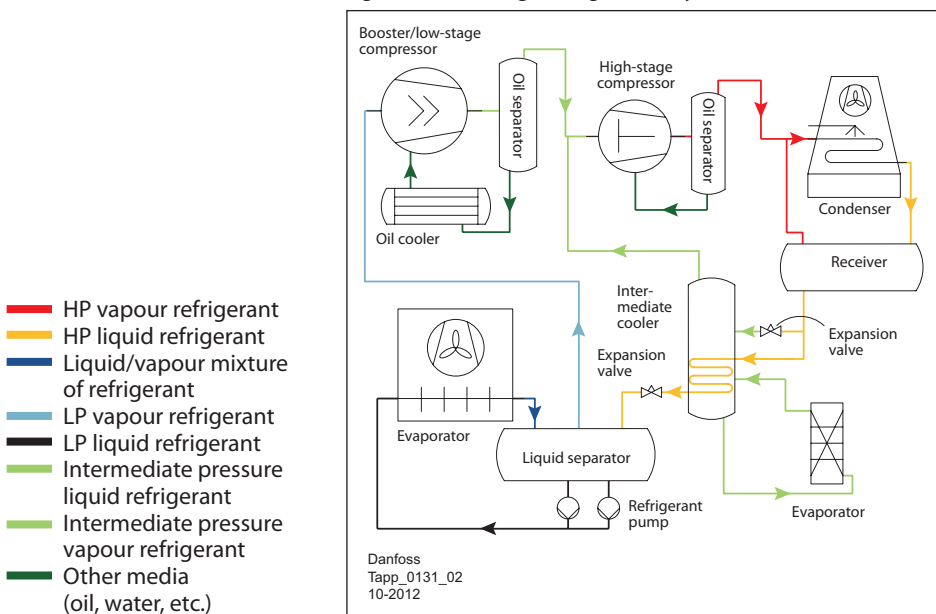 Booster/low-stage
compressor
Oil separator
High-stage
compressor
Oil separator
Oil cooler
Condenser
Receiver
Inter-
mediate
cooler
Expansion
valve
Expansion
valve
Evaporator
Liquid separator
Refrigerant
pump
Evaporator
Danfoss
Tapp_0131_02
10-2012
HP vapour refrigerant
HP liquid refrigerant
Liquid/vapour mixture
of refrigerant
LP vapour refrigerant
LP liquid refrigerant
Intermediate pressure
liquid refrigerant
Intermediate pressure
vapour refrigerant
Other media
(oil, water, etc.)